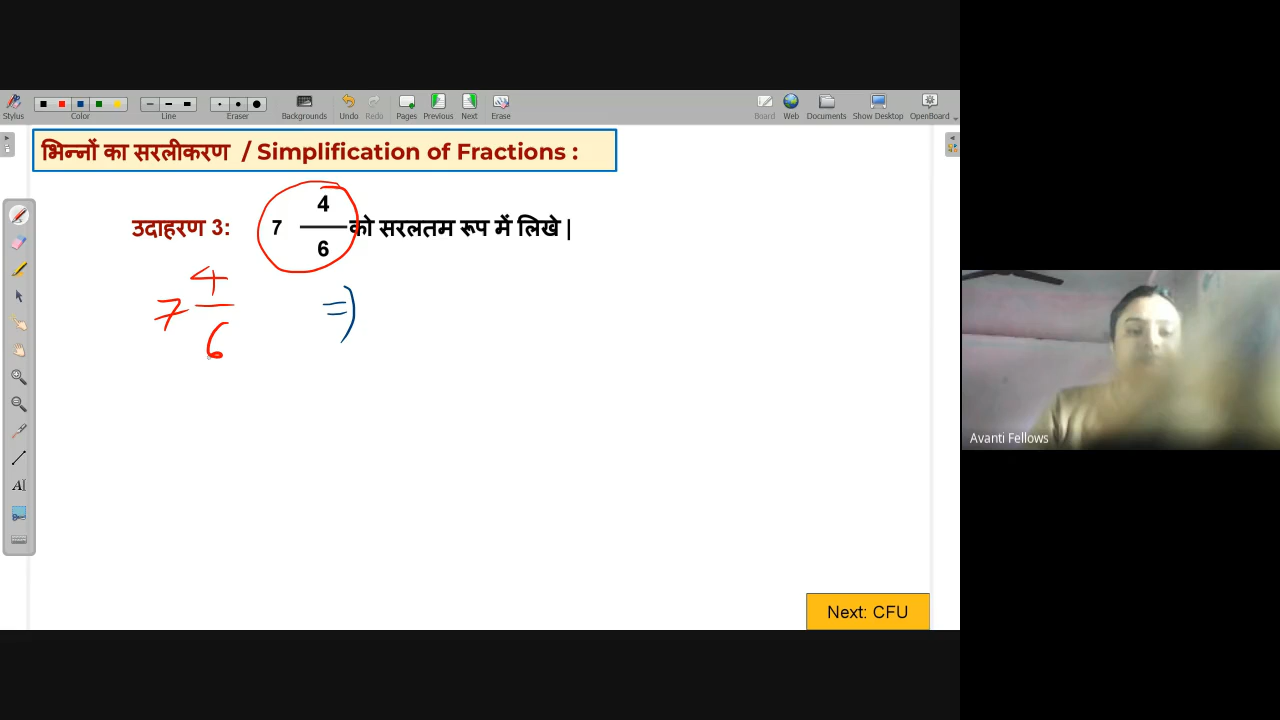 Stylus Color Line Eraser Backgrounds Undo Redo Pages Previous Next Erase Board Web Documents Show Desktop OpenBoard
भिन्नों का सरलीकरण / Simplification of Fractions :
उदाहरण 3: 7 4/6 को सरलतम रूप में लिखे |
7 4/6 =)
Avanti Fellows
Next: CFU